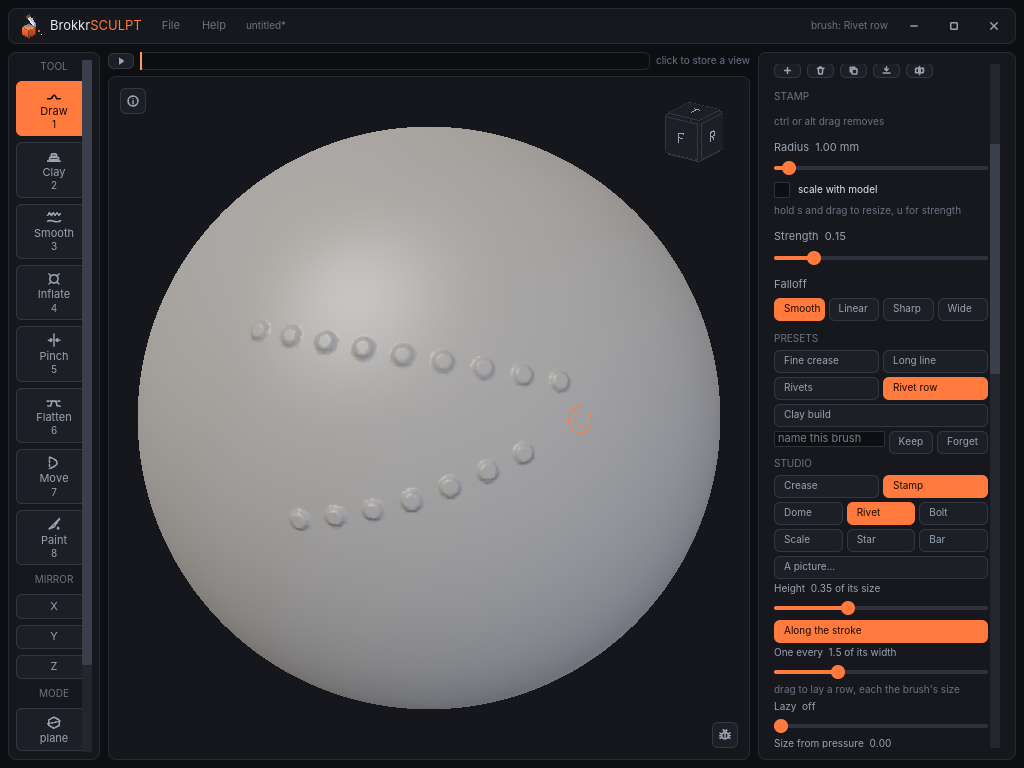 BrokkrSCULPT File Help untitled* brush: Rivet row
TOOL
Draw
1
Clay
2
Smooth
3
Inflate
4
Pinch
5
Flatten
6
Move
7
Paint
8
MIRROR
X
Y
Z
MODE
plane
click to store a view
F
R
STAMP
ctrl or alt drag removes
Radius 1.00 mm
scale with model
hold s and drag to resize, u for strength
Strength 0.15
Falloff
Smooth Linear Sharp Wide
PRESETS
Fine crease Long line
Rivets Rivet row
Clay build
name this brush Keep Forget
STUDIO
Crease Stamp
Dome Rivet Bolt
Scale Star Bar
A picture...
Height 0.35 of its size
Along the stroke
One every 1.5 of its width
drag to lay a row, each the brush's size
Lazy off
Size from pressure 0.00